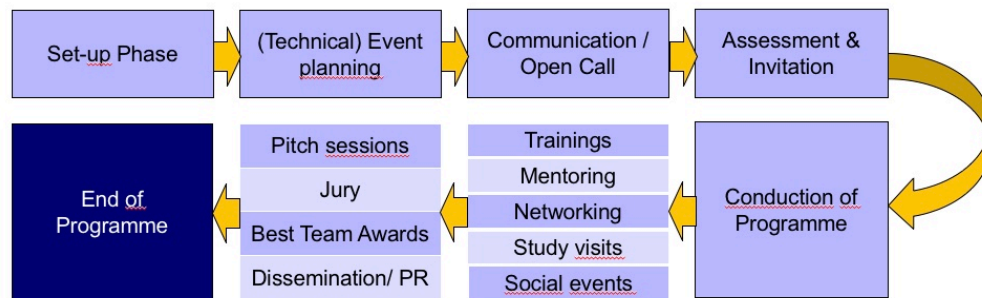 Set-up Phase
(Technical) Event
planning
Communication /
Open Call
Assessment &
Invitation
Conduction of
Programme
Trainings
Mentoring
Networking
Study visits
Social events
Pitch sessions
Jury
Best Team Awards
Dissemination/ PR
End of
Programme